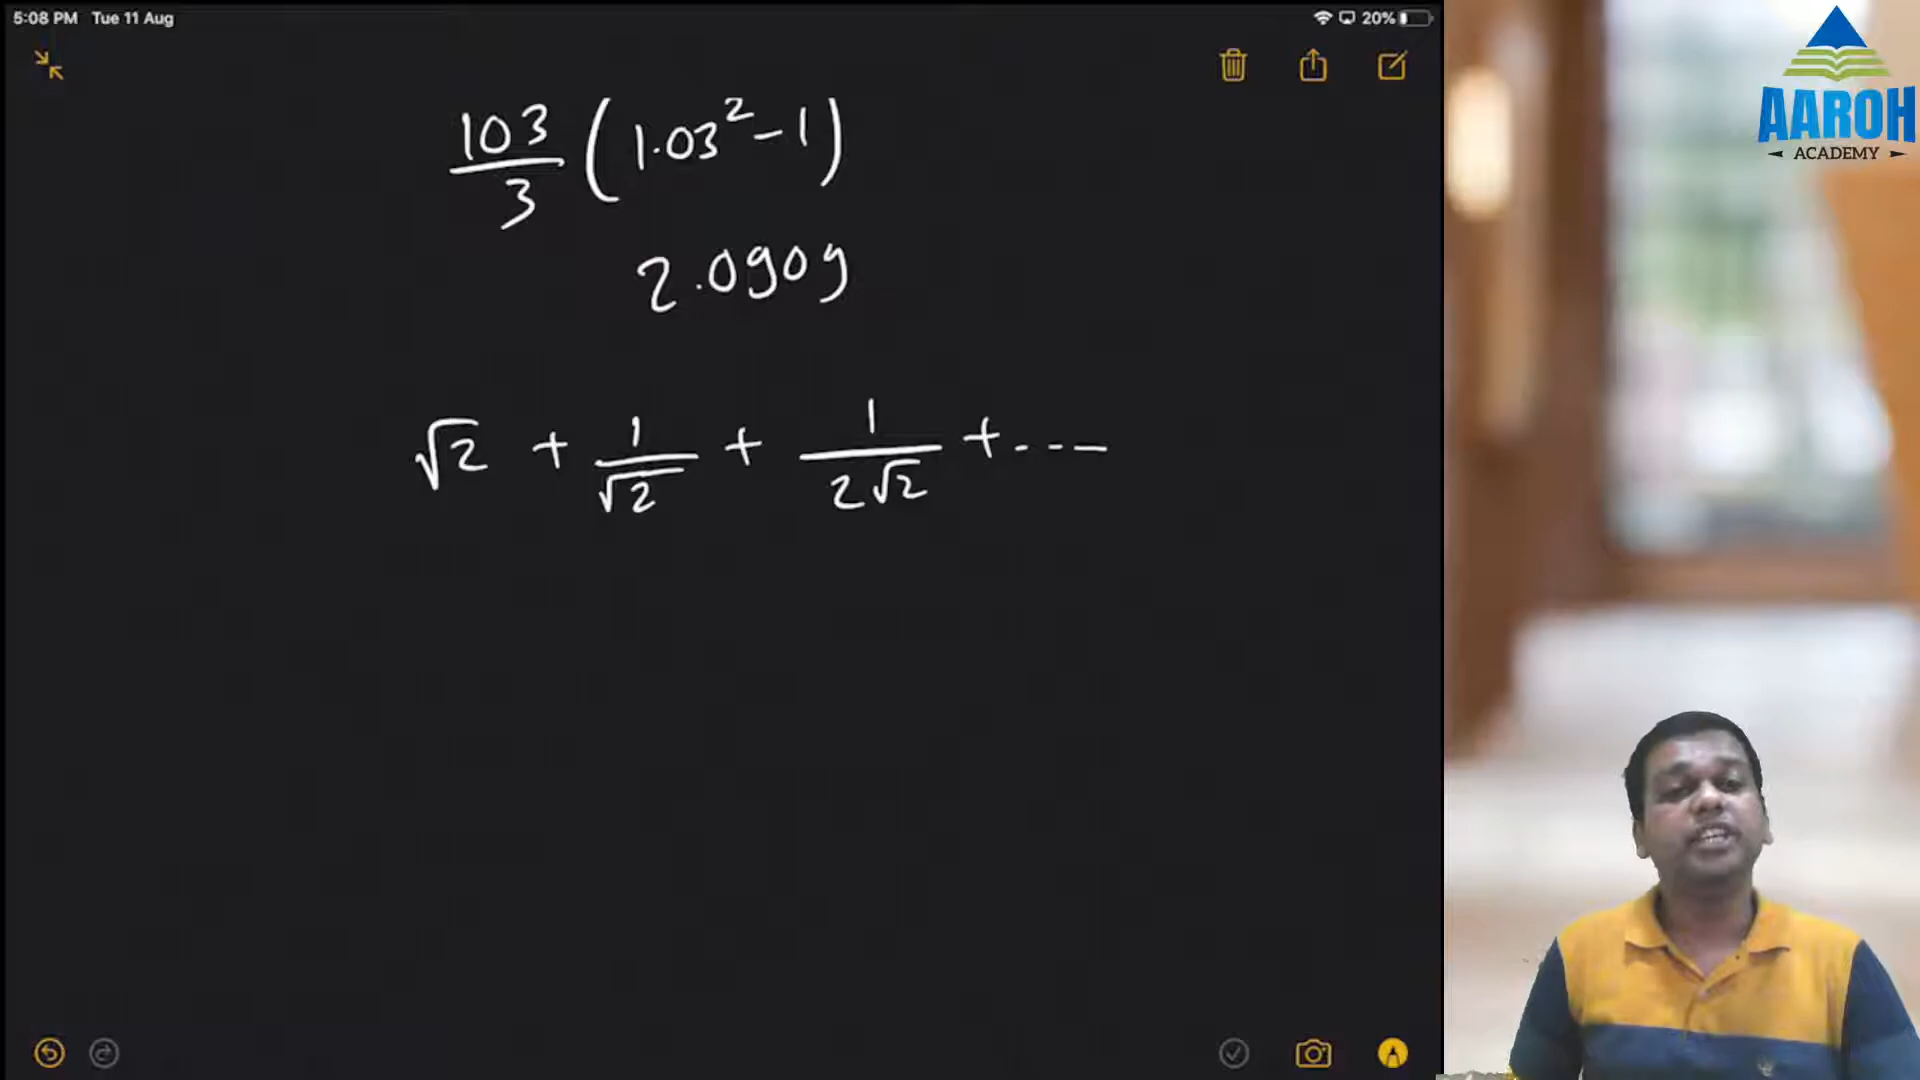 5:08 PM Tue 11 Aug 20%
AAROH
ACADEMY
103/3 (1.03² - 1)
2.0909
√2 + 1/√2 + 1/2√2 + ----